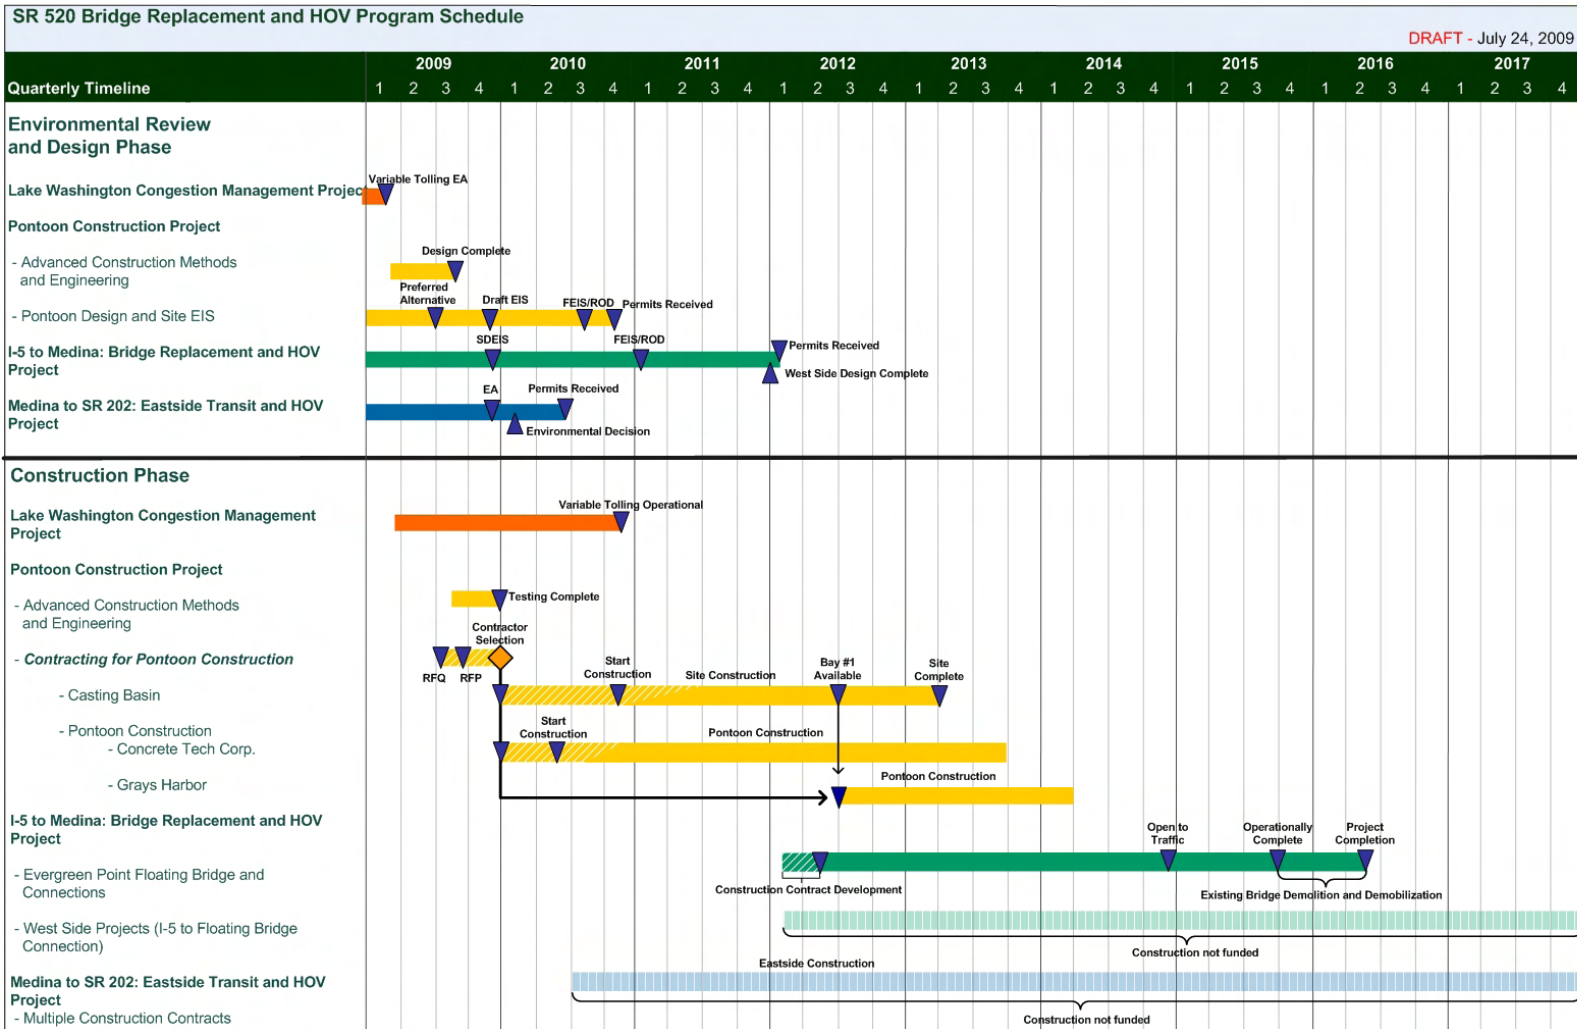 SR 520 Bridge Replacement and HOV Program Schedule
DRAFT - July 24, 2009
2009 2010 2011 2012 2013 2014 2015 2016 2017
Quarterly Timeline 1 2 3 4 1 2 3 4 1 2 3 4 1 2 3 4 1 2 3 4 1 2 3 4 1 2 3 4 1 2 3 4 1 2 3 4
Environmental Review
and Design Phase
Variable Tolling EA
Lake Washington Congestion Management Project
Pontoon Construction Project
Design Complete
- Advanced Construction Methods
and Engineering
Preferred
Alternative
Draft EIS
FEIS/ROD
Permits Received
- Pontoon Design and Site EIS
SDEIS
FEIS/ROD
Permits Received
I-5 to Medina: Bridge Replacement and HOV
Project
West Side Design Complete
EA
Permits Received
Medina to SR 202: Eastside Transit and HOV
Project
Environmental Decision
Construction Phase
Variable Tolling Operational
Lake Washington Congestion Management
Project
Pontoon Construction Project
Testing Complete
- Advanced Construction Methods
and Engineering
Contractor
Selection
- Contracting for Pontoon Construction
RFQ
RFP
Start
Construction
Site Construction
Bay #1
Available
Site
Complete
- Casting Basin
- Pontoon Construction
Start
Construction
Pontoon Construction
- Concrete Tech Corp.
Pontoon Construction
- Grays Harbor
I-5 to Medina: Bridge Replacement and HOV
Project
Open to
Traffic
Operationally
Complete
Project
Completion
- Evergreen Point Floating Bridge and
Connections
Construction Contract Development
Existing Bridge Demolition and Demobilization
- West Side Projects (I-5 to Floating Bridge
Connection)
Construction not funded
Eastside Construction
Medina to SR 202: Eastside Transit and HOV
Project
- Multiple Construction Contracts
Construction not funded